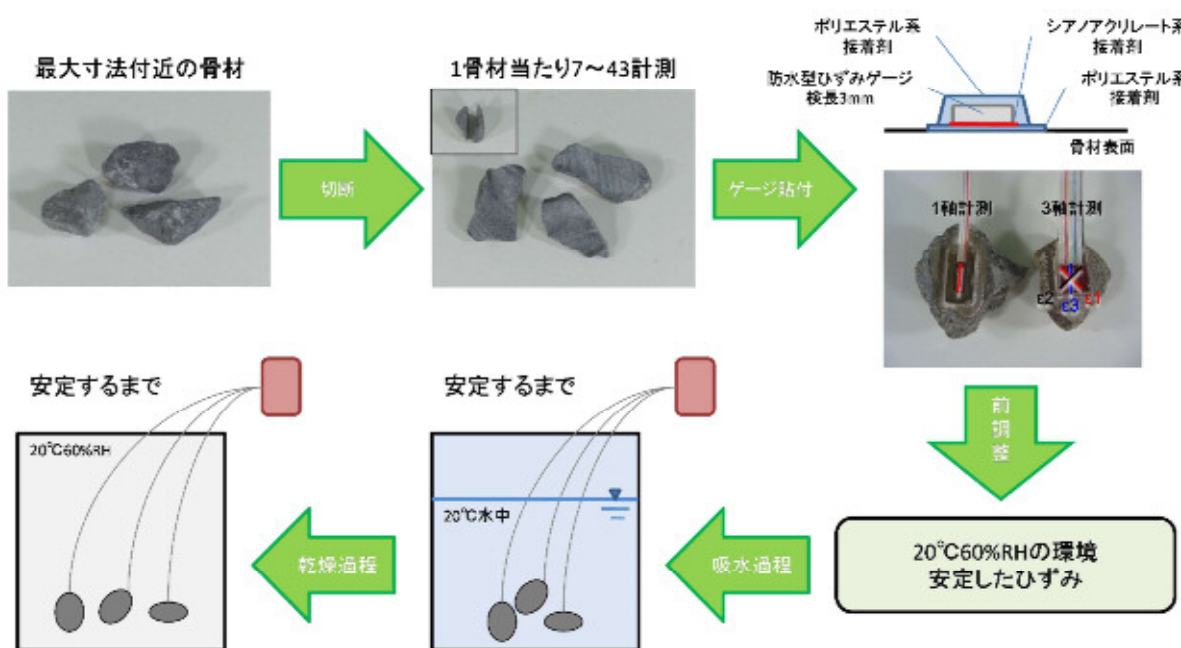 最大寸法付近の骨材
切断
1骨材当たり7～43計測
ゲージ貼付
ポリエステル系
接着剤
シアノアクリレート系
接着剤
防水型ひずみゲージ
検長3mm
ポリエステル系
接着剤
骨材表面
1軸計測
3軸計測
ε2
ε3
ε1
前調整
20℃60%RHの環境
安定したひずみ
吸水過程
安定するまで
20℃水中
乾燥過程
安定するまで
20℃60%RH